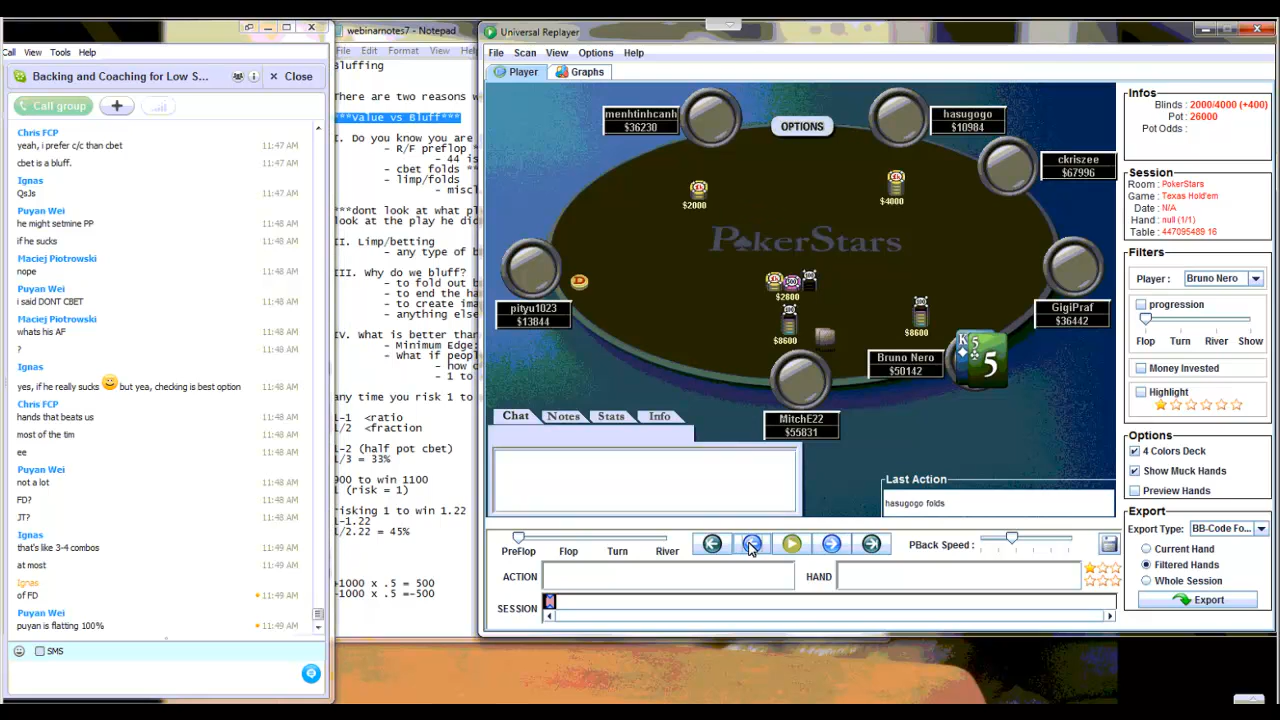 Call View Tools Help
Backing and Coaching for Low S... Close
Call group
Chris FCP
yeah, i prefer c/c than cbet 11:47 AM
cbet is a bluff. 11:47 AM
Ignas
QsJs 11:47 AM
Puyan Wei
he might setmine PP 11:48 AM
if he sucks 11:48 AM
Maciej Piotrowski
nope 11:48 AM
Puyan Wei
i said DONT CBET 11:48 AM
Maciej Piotrowski
whats his AF 11:48 AM
? 11:48 AM
Ignas
yes, if he really sucks but yea, checking is best option 11:48 AM
Chris FCP
hands that beats us 11:48 AM
most of the tim 11:48 AM
ee 11:48 AM
Puyan Wei
not a lot 11:48 AM
FD? 11:48 AM
JT? 11:48 AM
Ignas
that's like 3-4 combos 11:49 AM
at most 11:49 AM
Ignas
of FD 11:49 AM
Puyan Wei
puyan is flatting 100% 11:49 AM
SMS
webinarnotes7 - Notepad
File Edit Format View
Bluffing
There are two reasons w
***Value vs Bluff***
I. Do you know you are
- R/F preflop
- 44 is
- cbet folds
- limp/folds
- miscl
***dont look at what pl
look at the play he did
II. Limp/betting
- any type of b
III. Why do we bluff?
- to fold out b
- to end the ha
- to create ima
- anything else
IV. What is better than
- Minimum Edge:
- what if peopl
- how o
- 1 to
any time you risk 1 to
1-1 <ratio
1/2 <fraction
1-2 (half pot cbet)
1/3 = 33%
900 to win 1100
1 (risk = 1)
risking 1 to win 1.22
1-1.22
1/2.22 = 45%
+1000 x .5 = 500
-1000 x .5 =-500
Universal Replayer
File Scan View Options Help
Player Graphs
menhtinhcanh
$36230
OPTIONS
hasugogo
$10984
ckriszee
$67996
$2000
$4000
PokerStars
D
$2800
pityu1023
$13844
$8600
$8600
GigiPraf
$36442
Bruno Nero
$50142
K 5 5
MitchE22
$55831
Chat Notes Stats Info
Last Action
hasugogo folds
PreFlop Flop Turn River
PBack Speed :
ACTION HAND
SESSION
Infos
Blinds: 2000/4000 (+400)
Pot: 26000
Pot Odds :
Session
Room : PokerStars
Game : Texas Hold'em
Date : N/A
Hand : null (1/1)
Table : 447095489 16
Filters
Player : Bruno Nero
progression
Flop Turn River Show
Money Invested
Highlight
Options
4 Colors Deck
Show Muck Hands
Preview Hands
Export
Export Type: BB-Code Fo...
Current Hand
Filtered Hands
Whole Session
Export